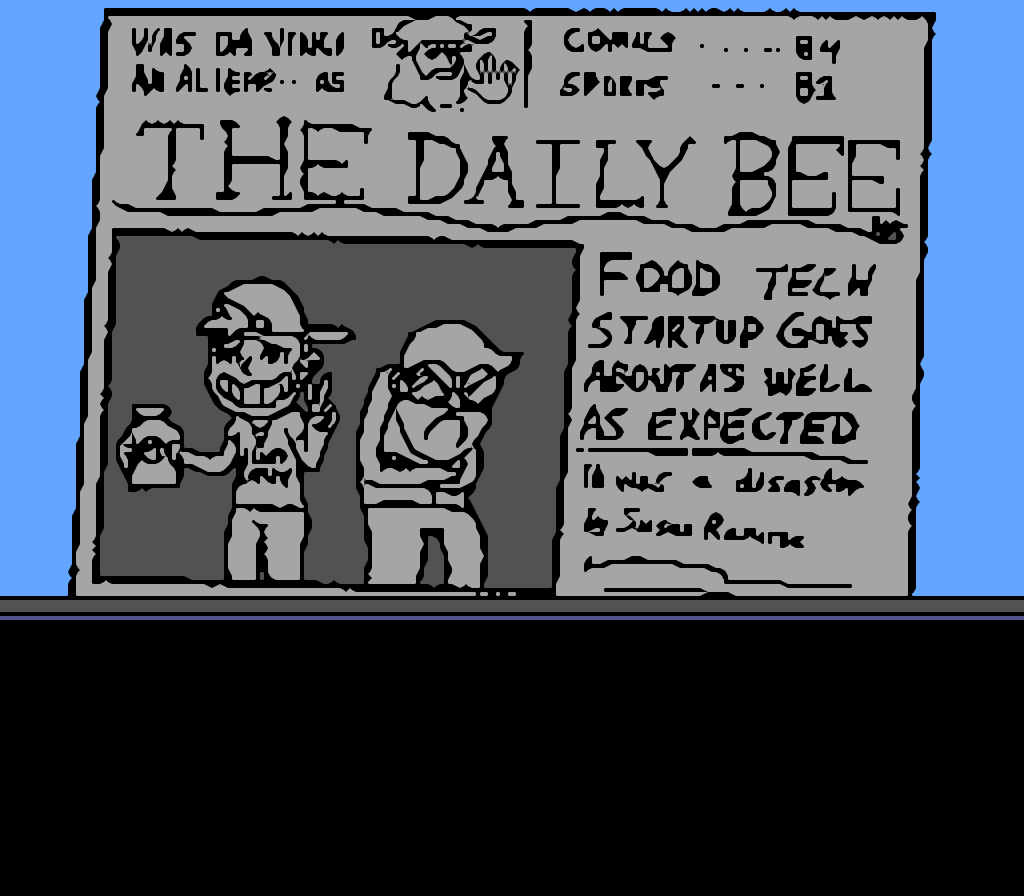 WAS DA VINCI
AN ALIEN?·· AS
COMICS ..... B4
SPORTS --- B1
THE DAILY BEE
FOOD TECH
STARTUP GOES
ABOUT AS WELL
AS EXPECTED
It was a disaster
by Susan